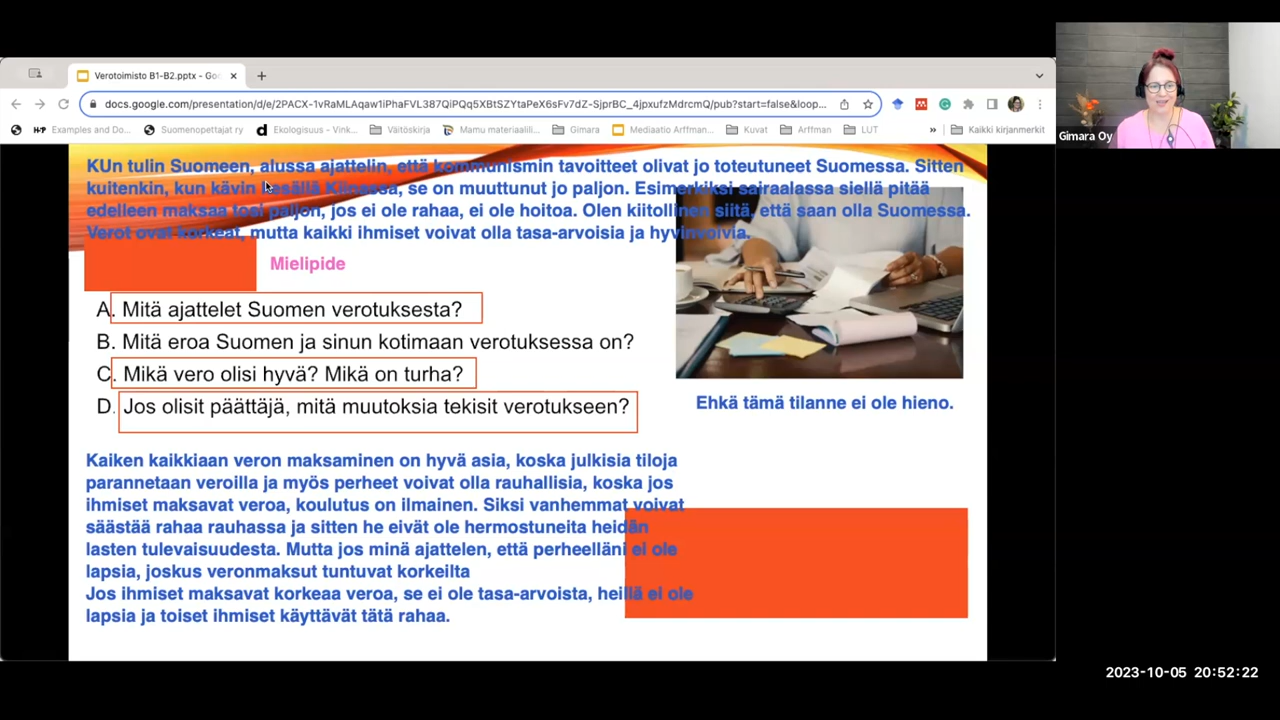 Verotoimisto B1-B2.pptx - Goo
docs.google.com/presentation/d/e/2PACX-1vRaMLAqaw1iPhaFVL387QiPQq5XBtSZYtaPeX6sFv7dZ-SjprBC_4jpxufzMdrcmQ/pub?start=false&loop...
Examples and Do... Suomenopettajat ry Ekologisuus - Vink... Väitöskirja Mamu materiaalil... Gimara Mediaatio Arffman... Kuvat Arffman LUT » Kaikki kirjanmerkit
Gimara Oy
KUn tulin Suomeen, alussa ajattelin, että kommunismin tavoitteet olivat jo toteutuneet Suomessa. Sitten
kuitenkin, kun kävin kesällä Kiinassa, se on muuttunut jo paljon. Esimerkiksi sairaalassa siellä pitää
edelleen maksaa tosi paljon, jos ei ole rahaa, ei ole hoitoa. Olen kiitollinen siitä, että saan olla Suomessa.
Verot ovat korkeat, mutta kaikki ihmiset voivat olla tasa-arvoisia ja hyvinvoivia.
Mielipide
A. Mitä ajattelet Suomen verotuksesta?
B. Mitä eroa Suomen ja sinun kotimaan verotuksessa on?
C. Mikä vero olisi hyvä? Mikä on turha?
D. Jos olisit päättäjä, mitä muutoksia tekisit verotukseen?
Ehkä tämä tilanne ei ole hieno.
Kaiken kaikkiaan veron maksaminen on hyvä asia, koska julkisia tiloja
parannetaan veroilla ja myös perheet voivat olla rauhallisia, koska jos
ihmiset maksavat veroa, koulutus on ilmainen. Siksi vanhemmat voivat
säästää rahaa rauhassa ja sitten he eivät ole hermostuneita heidän
lasten tulevaisuudesta. Mutta jos minä ajattelen, että perheelläni ei ole
lapsia, joskus veronmaksut tuntuvat korkeilta
Jos ihmiset maksavat korkeaa veroa, se ei ole tasa-arvoista, heillä ei ole
lapsia ja toiset ihmiset käyttävät tätä rahaa.
2023-10-05 20:52:22